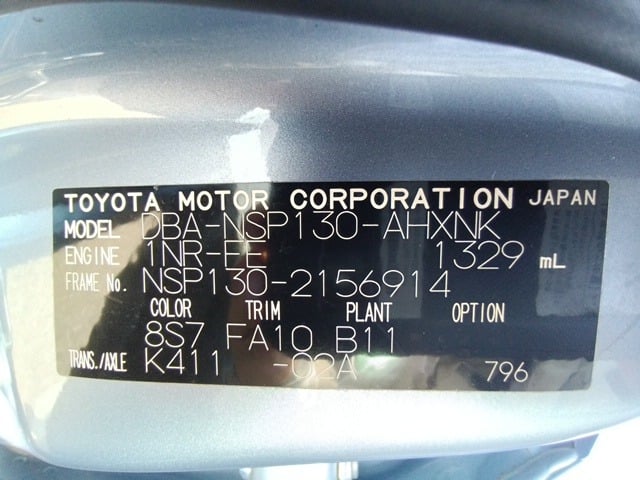 TOYOTA MOTOR CORPORATION JAPAN
MODEL DBA-NSP130-AHXNK
ENGINE 1NR-FE 1329 mL
FRAME No. NSP130-2156914
COLOR TRIM PLANT OPTION
8S7 FA10 B11
TRANS./AXLE K411 -02A 796